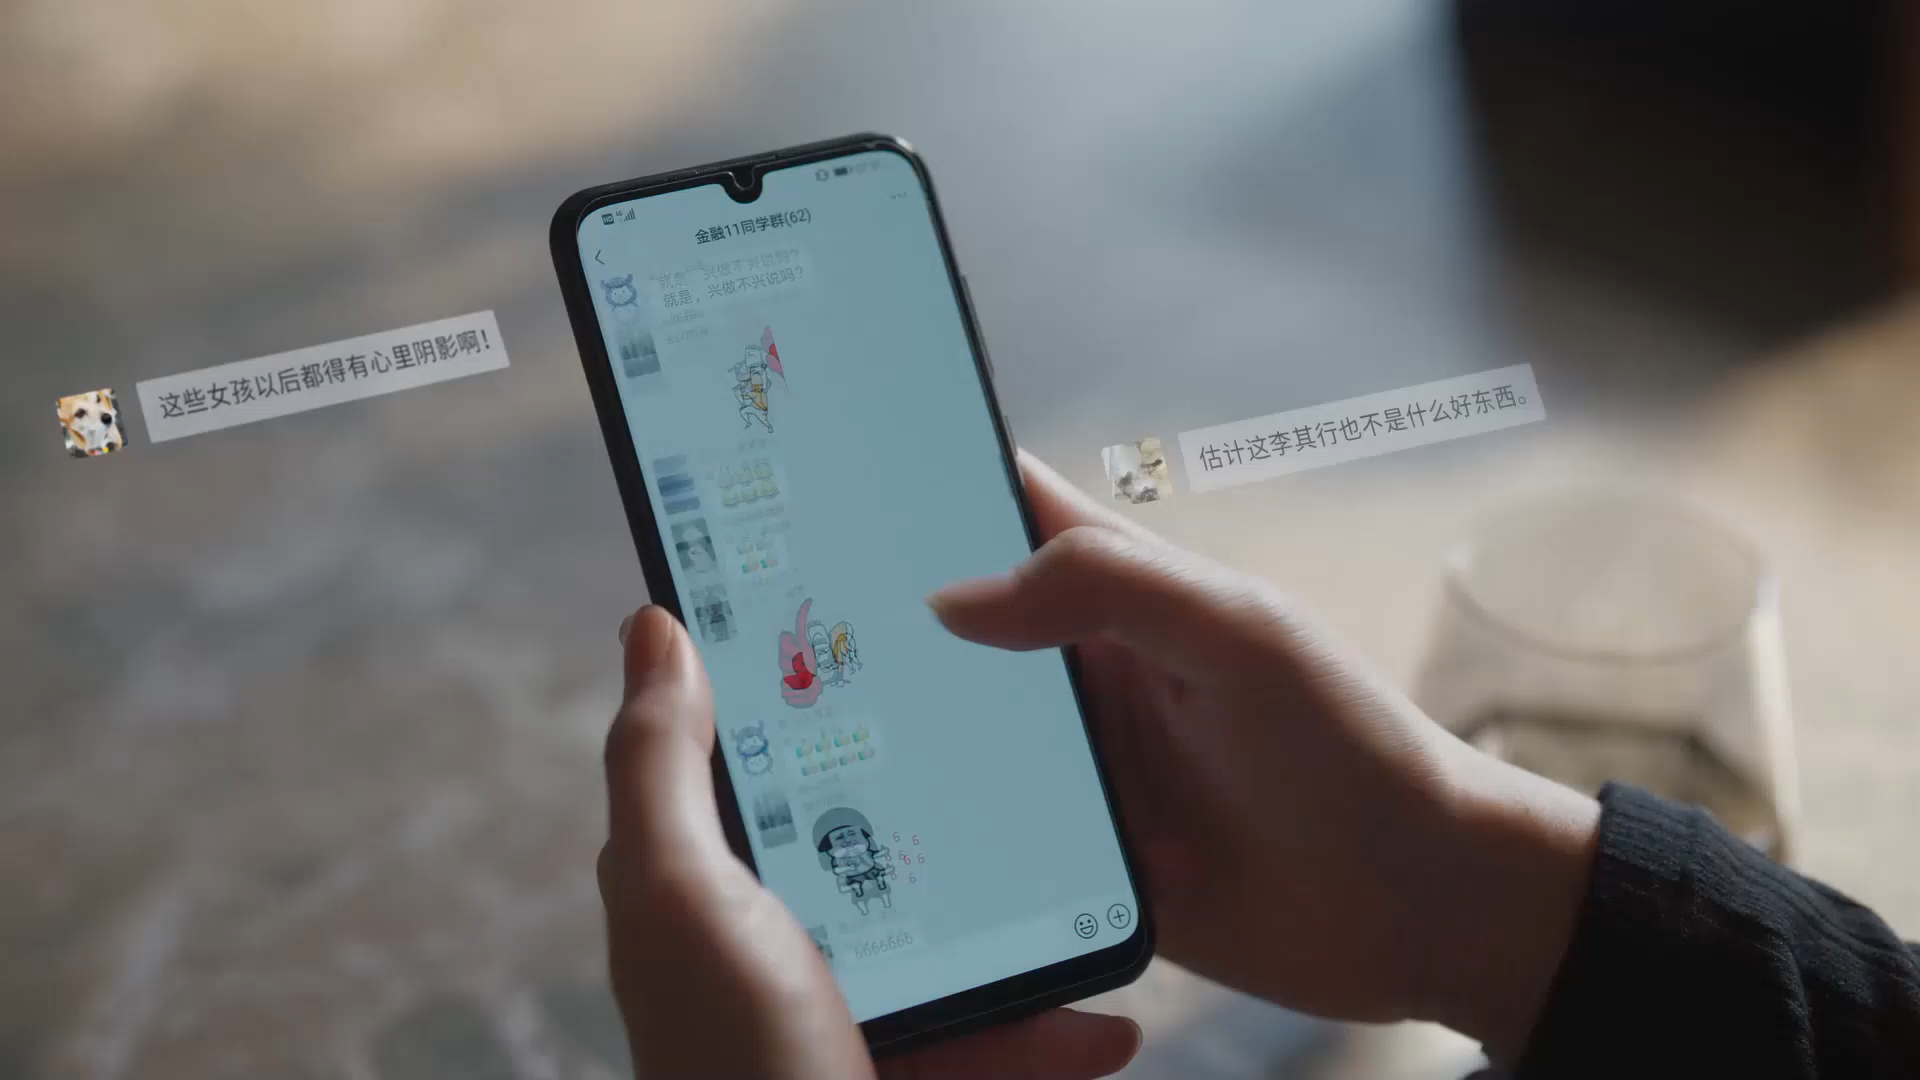 金融11同学群(62)
就是，兴做不兴说吗？
这些女孩以后都得有心里阴影啊！
估计这李其行也不是什么好东西。
6666666